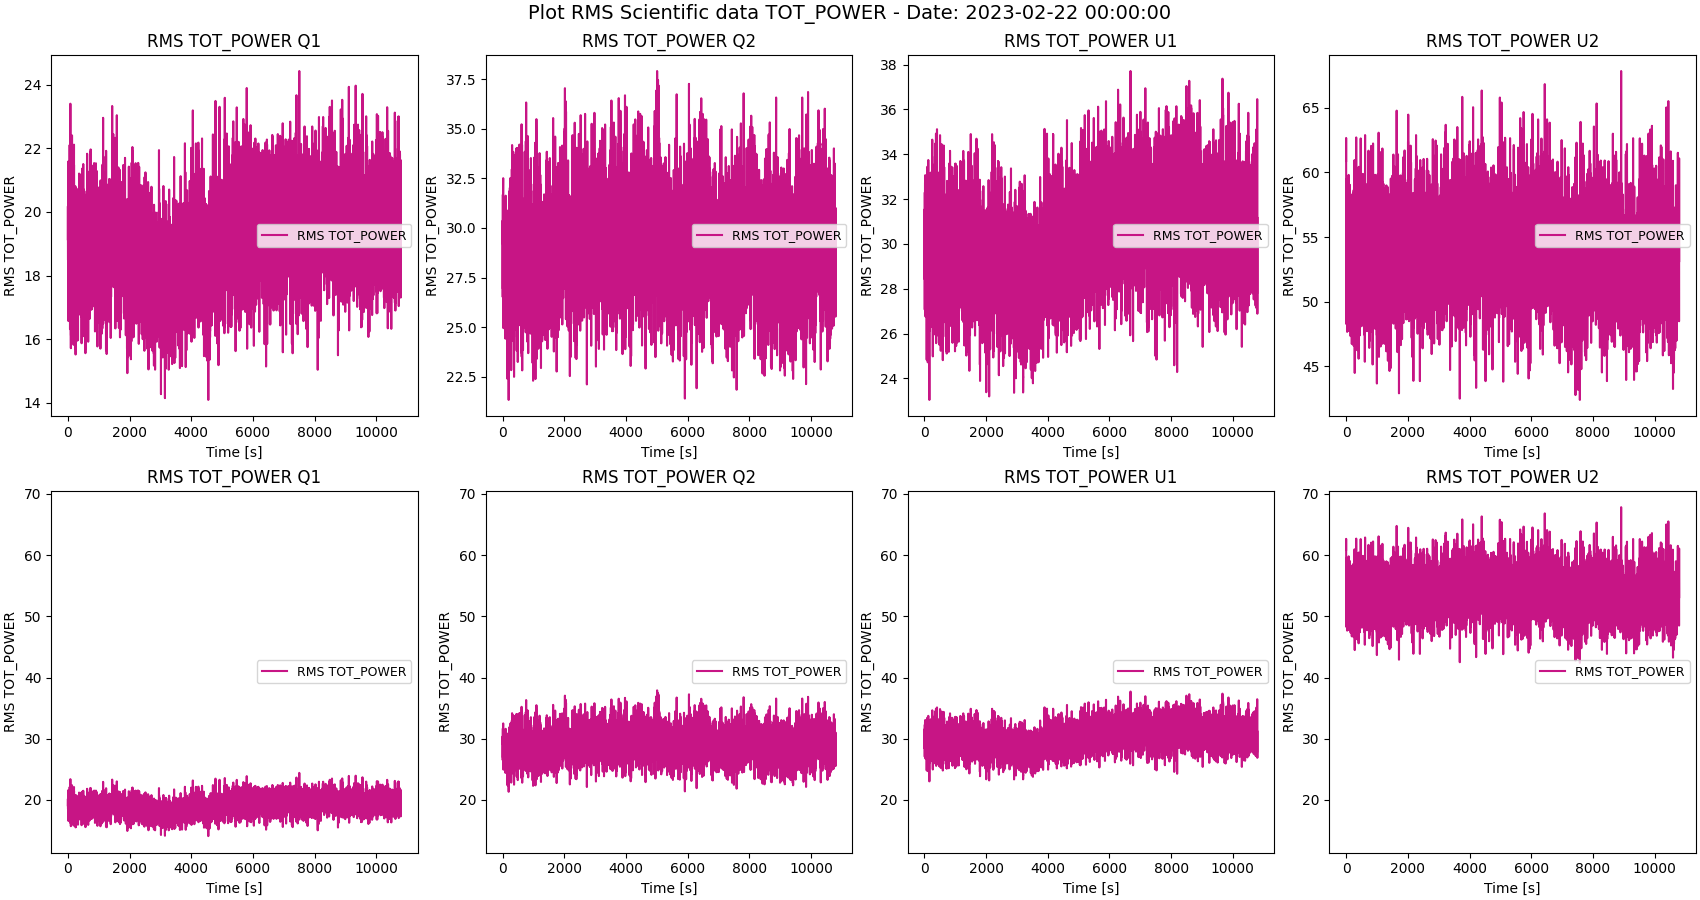 Plot RMS Scientific data TOT_POWER - Date: 2023-02-22 00:00:00
RMS TOT_POWER Q1
RMS TOT_POWER
24
22
20
18
16
14
RMS TOT_POWER
0 2000 4000 6000 8000 10000
Time [s]
RMS TOT_POWER Q2
RMS TOT_POWER
37.5
35.0
32.5
30.0
27.5
25.0
22.5
RMS TOT_POWER
0 2000 4000 6000 8000 10000
Time [s]
RMS TOT_POWER U1
RMS TOT_POWER
38
36
34
32
30
28
26
24
RMS TOT_POWER
0 2000 4000 6000 8000 10000
Time [s]
RMS TOT_POWER U2
RMS TOT_POWER
65
60
55
50
45
RMS TOT_POWER
0 2000 4000 6000 8000 10000
Time [s]
RMS TOT_POWER Q1
RMS TOT_POWER
70
60
50
40
30
20
RMS TOT_POWER
0 2000 4000 6000 8000 10000
Time [s]
RMS TOT_POWER Q2
RMS TOT_POWER
70
60
50
40
30
20
RMS TOT_POWER
0 2000 4000 6000 8000 10000
Time [s]
RMS TOT_POWER U1
RMS TOT_POWER
70
60
50
40
30
20
RMS TOT_POWER
0 2000 4000 6000 8000 10000
Time [s]
RMS TOT_POWER U2
RMS TOT_POWER
70
60
50
40
30
20
RMS TOT_POWER
0 2000 4000 6000 8000 10000
Time [s]